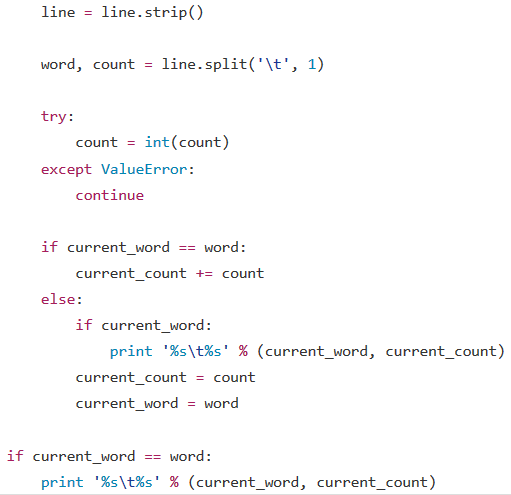 line = line.strip()

    word, count = line.split('\t', 1)

    try:
        count = int(count)
    except ValueError:
        continue

    if current_word == word:
        current_count += count
    else:
        if current_word:
            print '%s\t%s' % (current_word, current_count)
        current_count = count
        current_word = word

if current_word == word:
    print '%s\t%s' % (current_word, current_count)